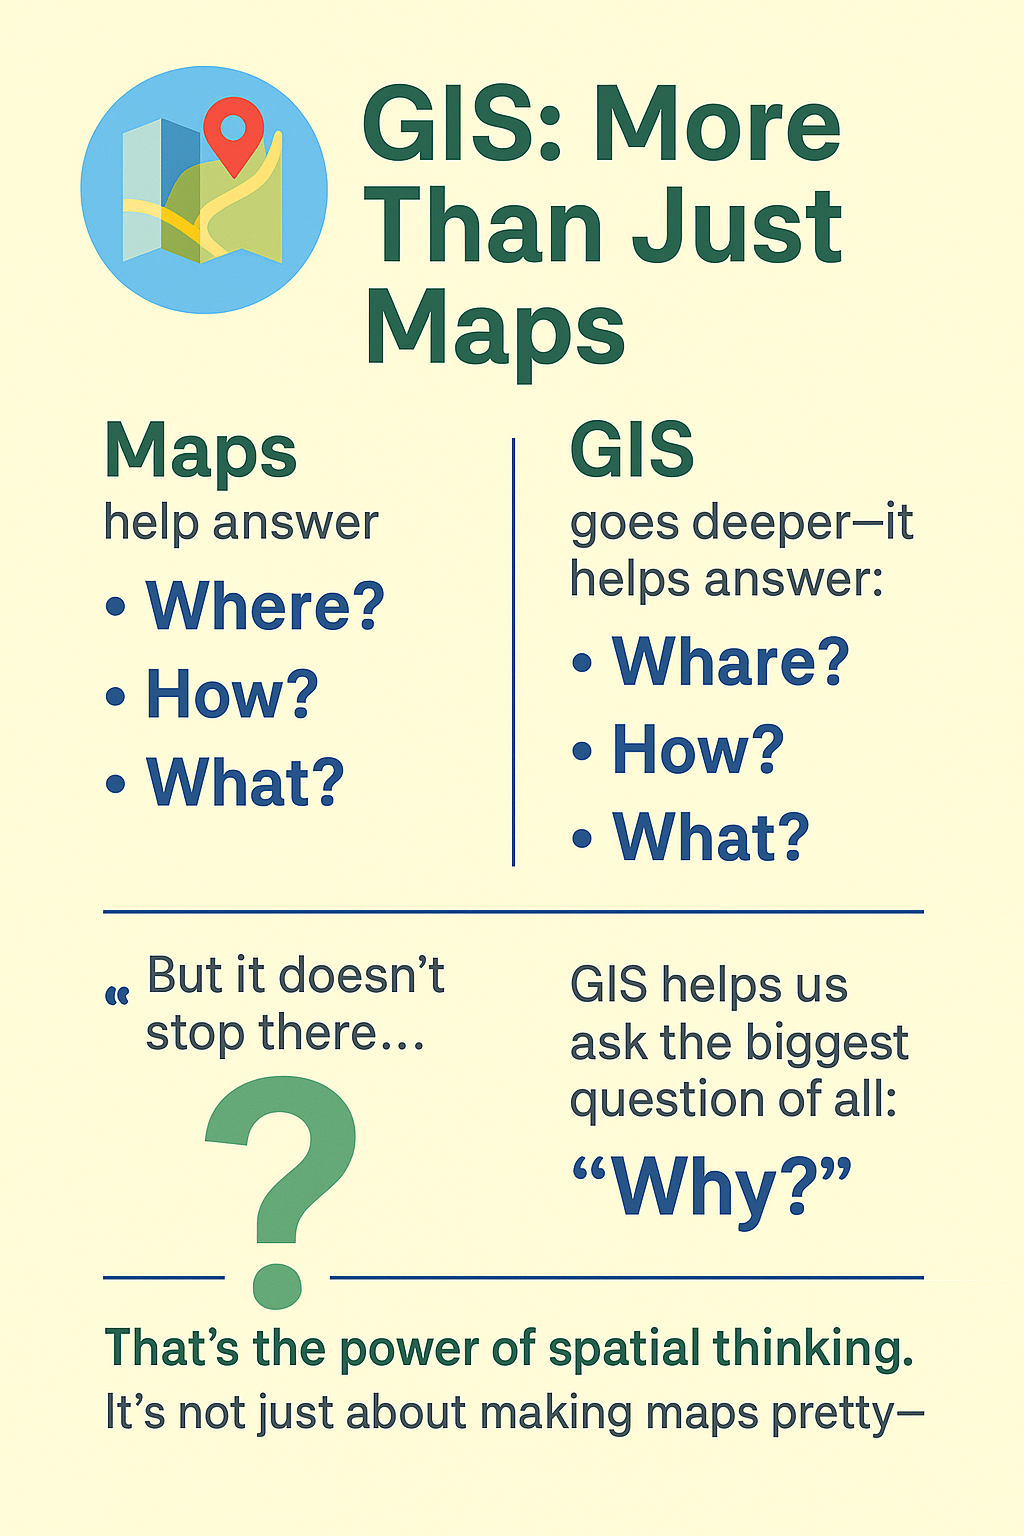 GIS: More
Than Just
Maps
Maps
help answer
• Where?
• How?
• What?
GIS
goes deeper—it
helps answer:
• Whare?
• How?
• What?
“ But it doesn’t
stop there...
?
GIS helps us
ask the biggest
question of all:
“Why?”
That’s the power of spatial thinking.
It’s not just about making maps pretty—